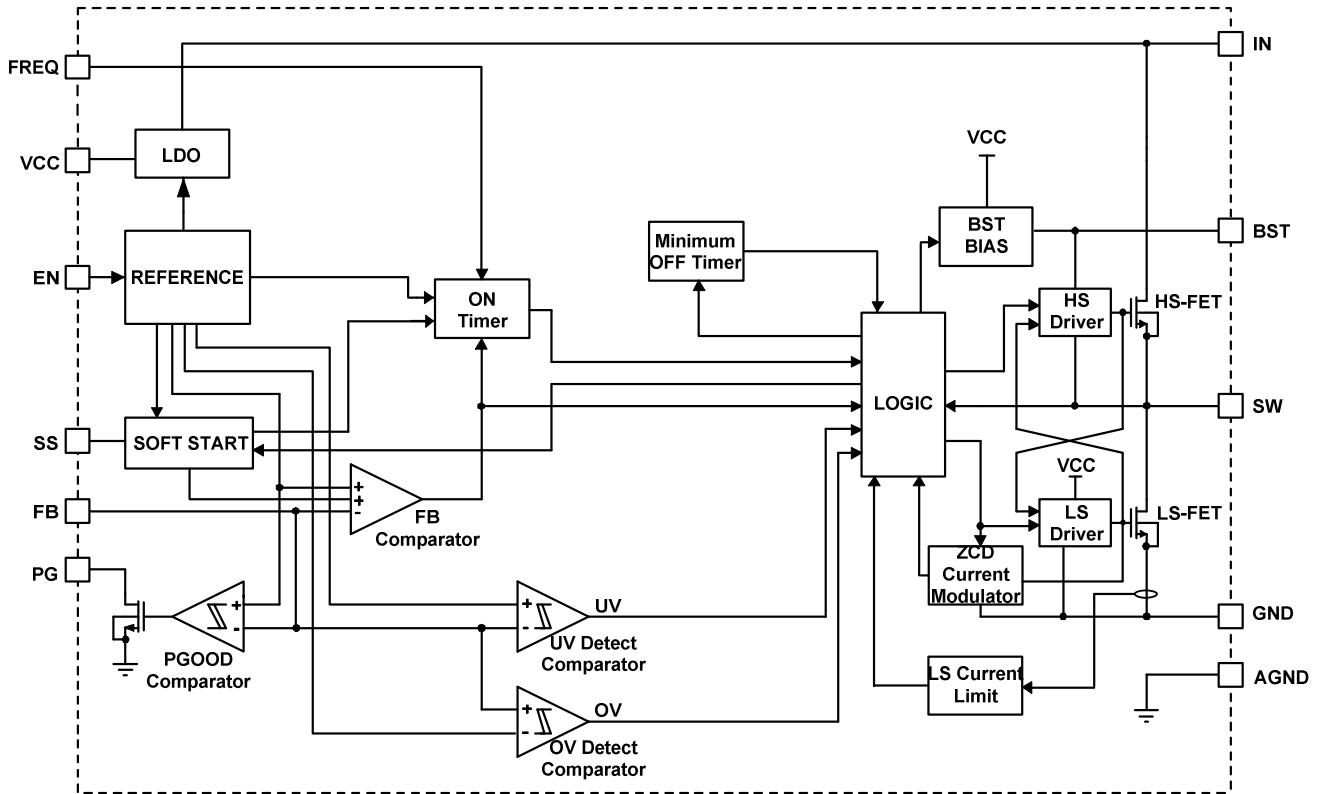 IN
FREQ
VCC
LDO
VCC
BST
BIAS
BST
Minimum
OFF Timer
EN
REFERENCE
ON
Timer
HS
Driver
HS-FET
LOGIC
SW
SS
SOFT START
VCC
+
+
-
FB
Comparator
FB
LS
Driver
LS-FET
ZCD
Current
Modulator
PG
+
-
PGOOD
Comparator
+
-
UV
UV Detect
Comparator
GND
LS Current
Limit
AGND
+
-
OV
OV Detect
Comparator